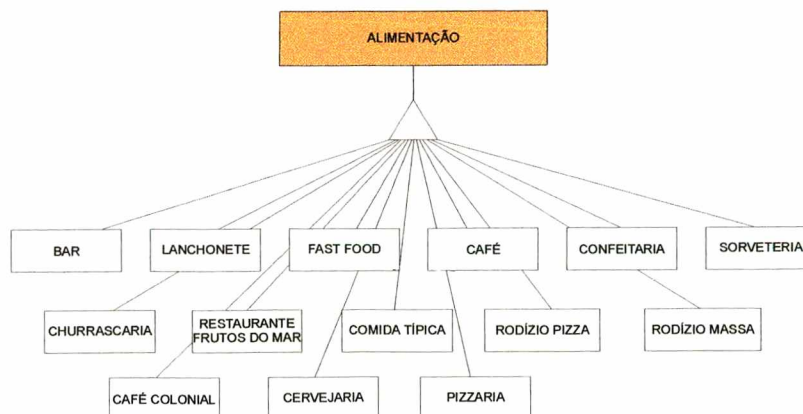 ALIMENTAÇÃO
BAR
LANCHONETE
FAST FOOD
CAFÉ
CONFEITARIA
SORVETERIA
CHURRASCARIA
RESTAURANTE
FRUTOS DO MAR
COMIDA TÍPICA
RODÍZIO PIZZA
RODÍZIO MASSA
CAFÉ COLONIAL
CERVEJARIA
PIZZARIA